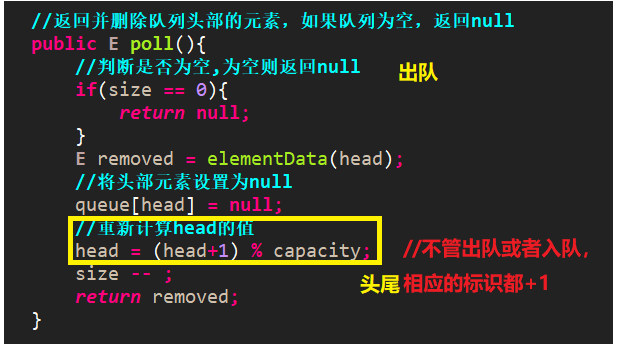 //返回并删除队列头部的元素，如果队列为空，返回null
public E poll(){
//判断是否为空,为空则返回null
出队
if(size == 0){
return null;
}
E removed = elementData(head);
//将头部元素设置为null
queue[head] = null;
//重新计算head的值
head = (head+1) % capacity;
//不管出队或者入队，
size -- ;
头尾 相应的标识都+1
return removed;
}